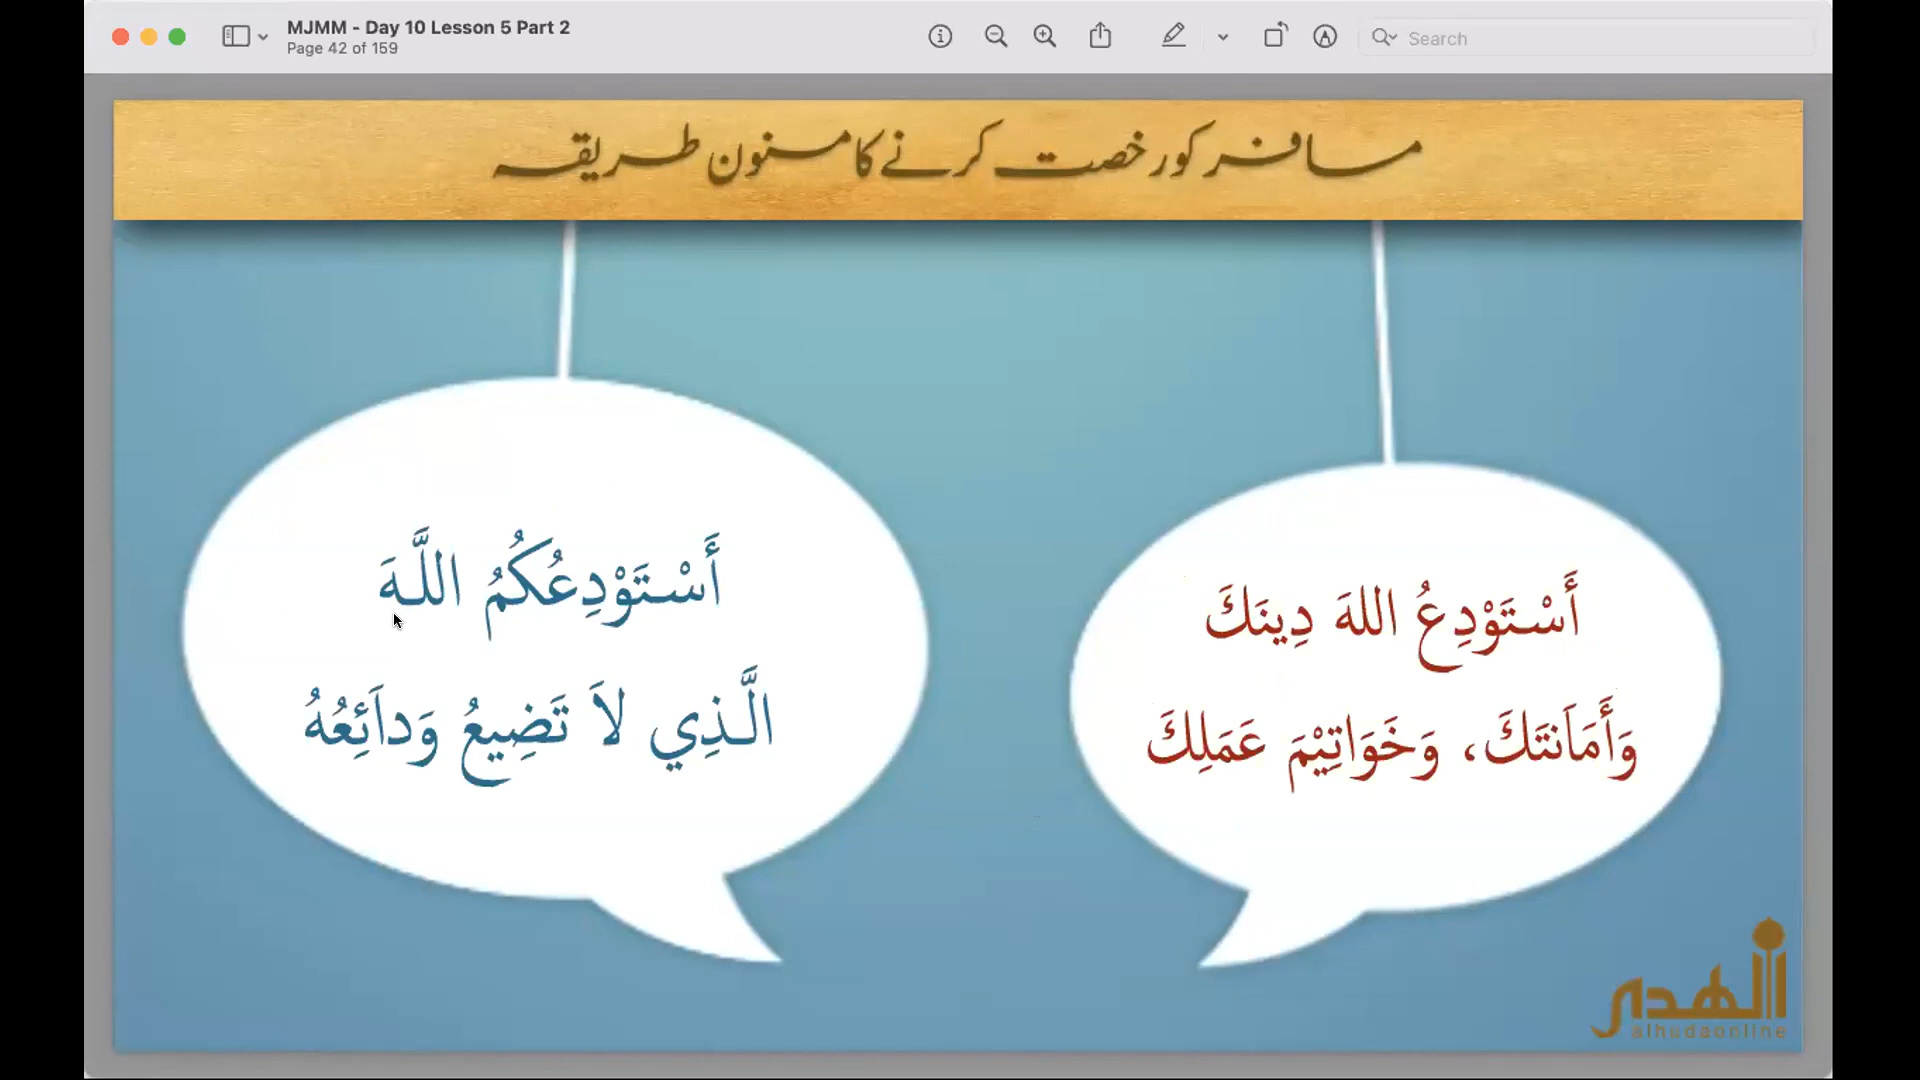 MJMM - Day 10 Lesson 5 Part 2
Page 42 of 159
Search
مسافر کو رخصت کرنے کا مسنون طریقہ
أَسْتَوْدِعُ اللهَ دِينَكَ
وَأَمَانَتَكَ، وَخَوَاتِيْمَ عَمَلِكَ
أَسْتَوْدِعُكُمُ اللَّهَ
الَّذِي لاَ تَضِيعُ وَدَائِعُهُ
الهدى
alhudaonline